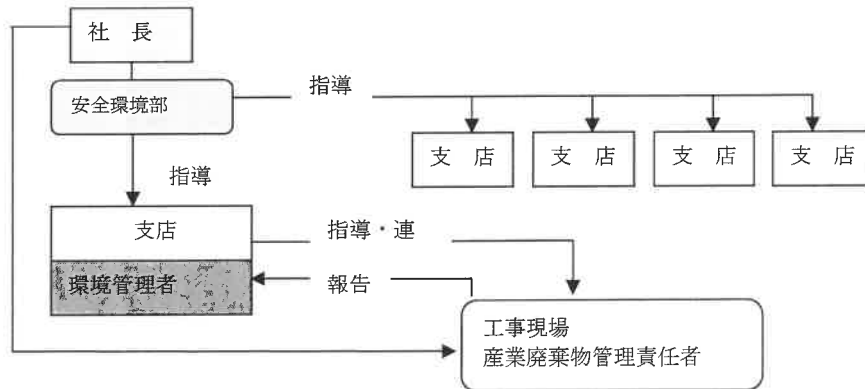 社　長
安全環境部
指導
支　店
支　店
支　店
支　店
指導
支店
指導・連
環境管理者
報告
工事現場
産業廃棄物管理責任者